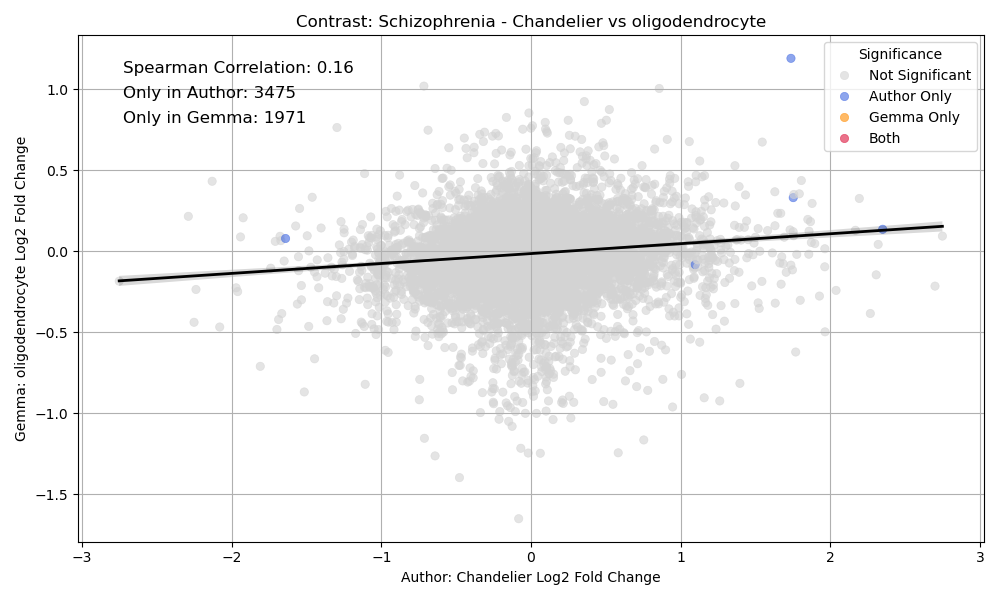 Contrast: Schizophrenia - Chandelier vs oligodendrocyte
Spearman Correlation: 0.16
Only in Author: 3475
Only in Gemma: 1971
Significance
Not Significant
Author Only
Gemma Only
Both
Gemma: oligodendrocyte Log2 Fold Change
1.0
0.5
0.0
−0.5
−1.0
−1.5
−3
−2
−1
0
1
2
3
Author: Chandelier Log2 Fold Change